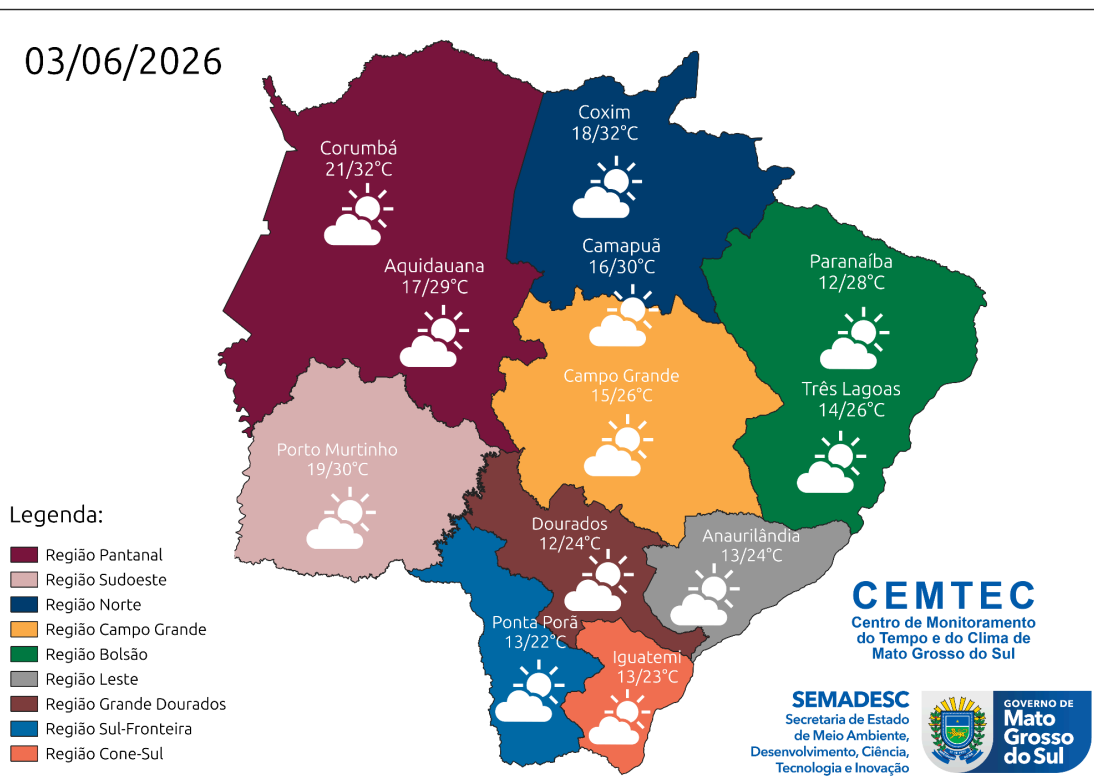 03/06/2026
Coxim
18/32°C
Corumbá
21/32°C
Camapuã
16/30°C
Aquidauana
17/29°C
Paranaíba
12/28°C
Campo Grande
15/26°C
Três Lagoas
14/26°C
Porto Murtinho
19/30°C
Dourados
12/24°C
Anaurilândia
13/24°C
Ponta Porã
13/22°C
Iguatemi
13/23°C
Legenda:
Região Pantanal
Região Sudoeste
Região Norte
Região Campo Grande
Região Bolsão
Região Leste
Região Grande Dourados
Região Sul-Fronteira
Região Cone-Sul
CEMTEC
Centro de Monitoramento
do Tempo e do Clima de
Mato Grosso do Sul
SEMADESC
Secretaria de Estado
de Meio Ambiente,
Desenvolvimento, Ciência,
Tecnologia e Inovação
GOVERNO DE
Mato
Grosso
do Sul